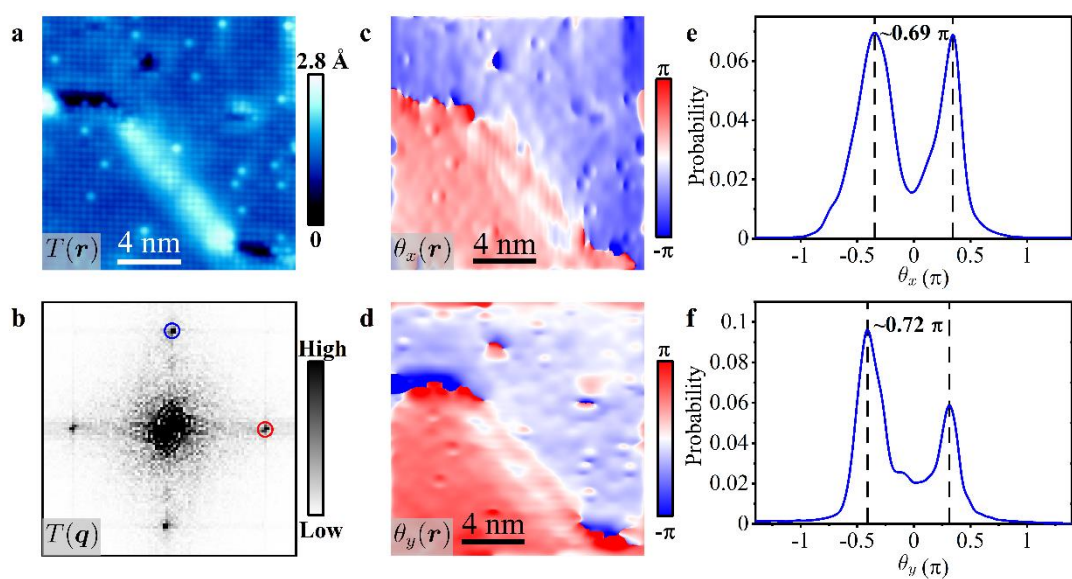 a
2.8 Å
0
T(r)
4 nm
b
High
Low
T(q)
c
π
-π
θx(r)
4 nm
d
π
-π
θy(r)
4 nm
e
~0.69 π
Probability
0.06
0.04
0.02
0
-1
-0.5
0
0.5
1
θx (π)
f
~0.72 π
Probability
0.1
0.08
0.06
0.04
0.02
0
-1
-0.5
0
0.5
1
θy (π)